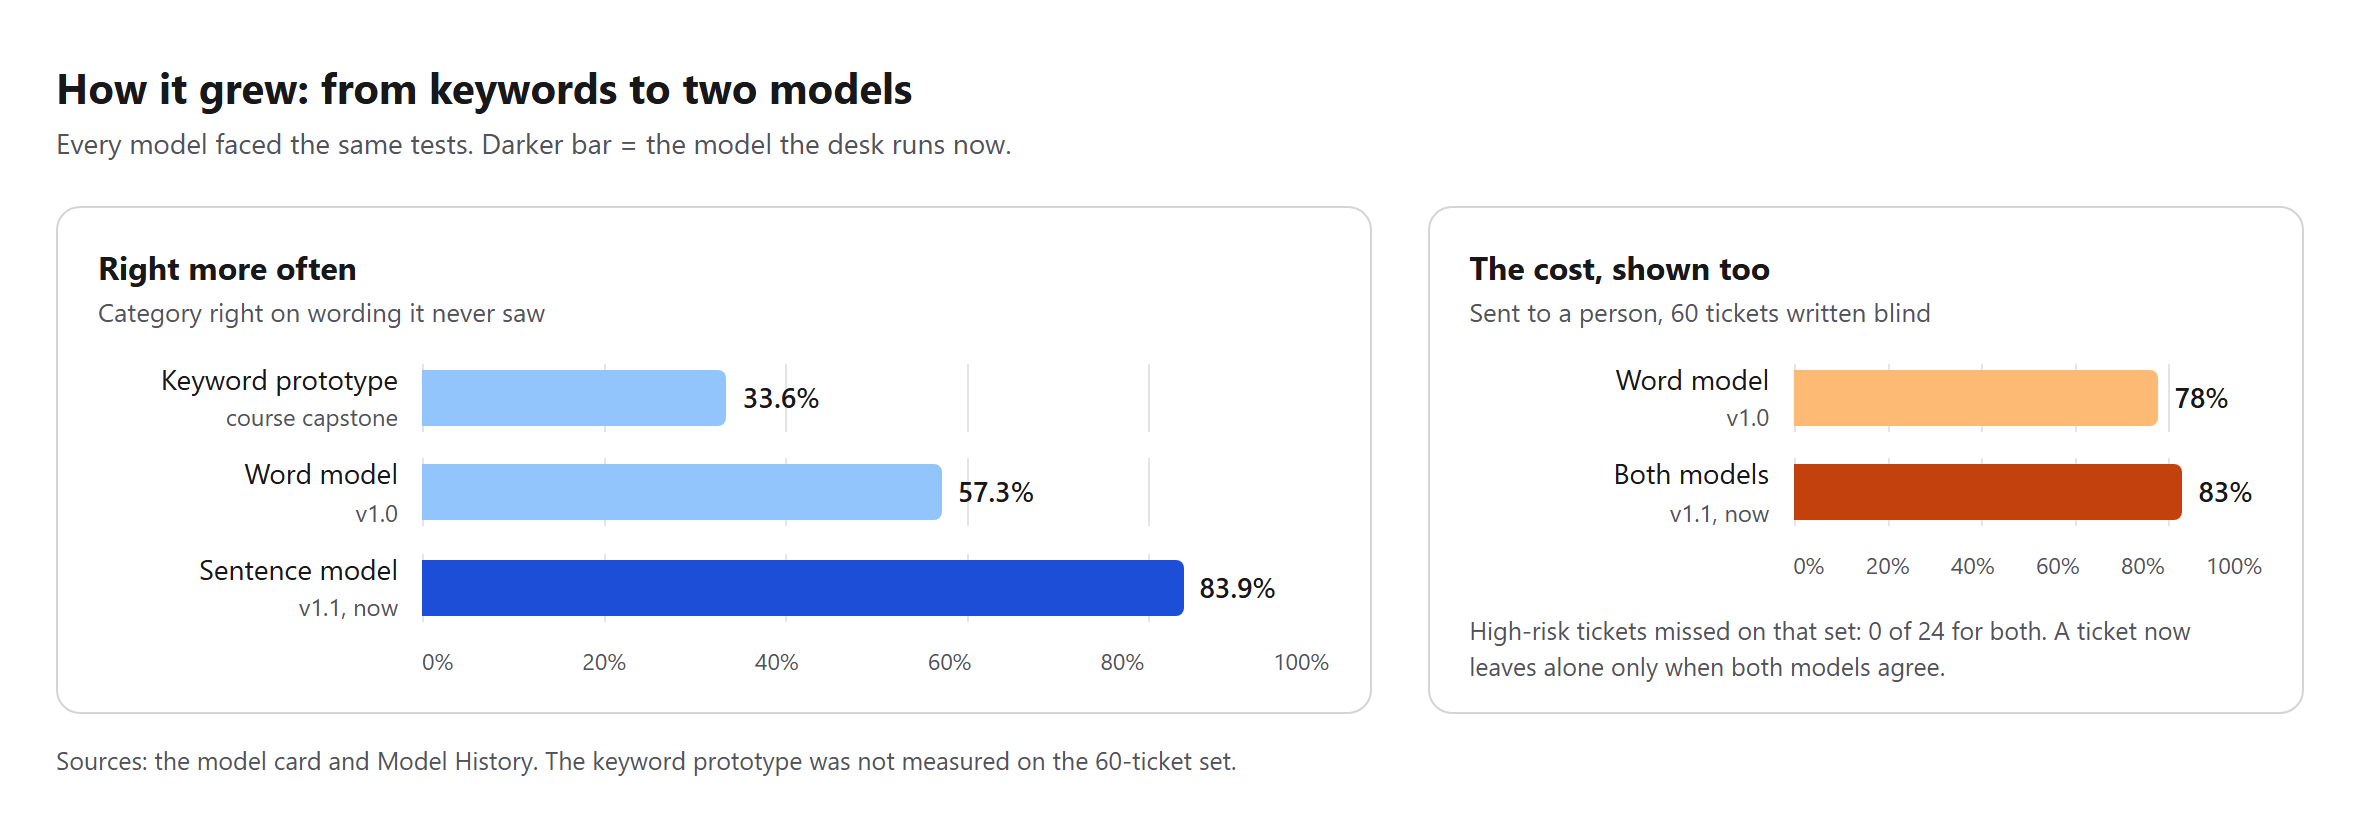 How it grew: from keywords to two models
Every model faced the same tests. Darker bar = the model the desk runs now.
Right more often
Category right on wording it never saw
Keyword prototype
course capstone
33.6%
Word model
v1.0
57.3%
Sentence model
v1.1, now
83.9%
0% 20% 40% 60% 80% 100%
The cost, shown too
Sent to a person, 60 tickets written blind
Word model
v1.0
78%
Both models
v1.1, now
83%
0% 20% 40% 60% 80% 100%
High-risk tickets missed on that set: 0 of 24 for both. A ticket now
leaves alone only when both models agree.
Sources: the model card and Model History. The keyword prototype was not measured on the 60-ticket set.